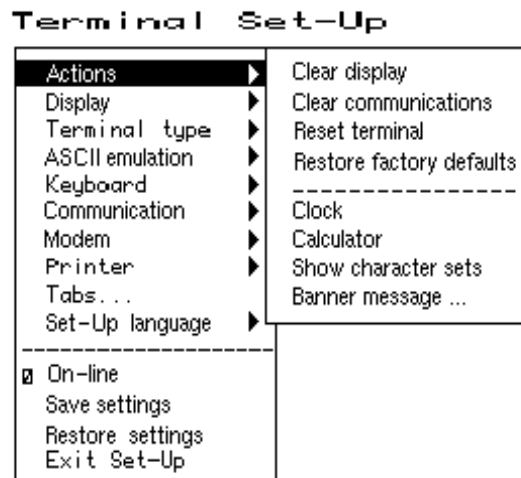 Terminal Set-Up
Actions
Display
Terminal type
ASCII emulation
Keyboard
Communication
Modem
Printer
Tabs...
Set-Up language
On-line
Save settings
Restore settings
Exit Set-Up
Clear display
Clear communications
Reset terminal
Restore factory defaults
Clock
Calculator
Show character sets
Banner message ...